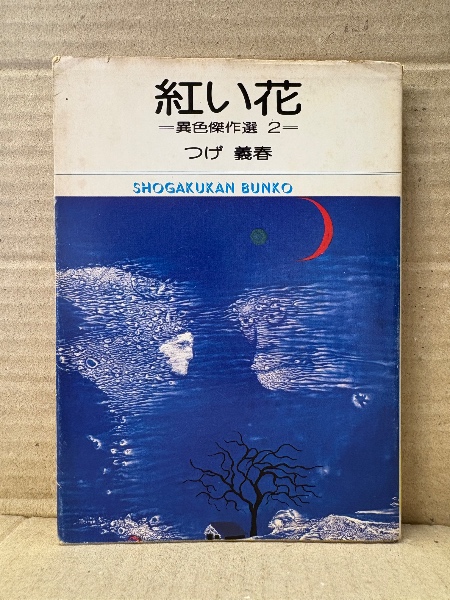 紅い花
=異色傑作選 2=
つげ 義春
SHOGAKUKAN BUNKO